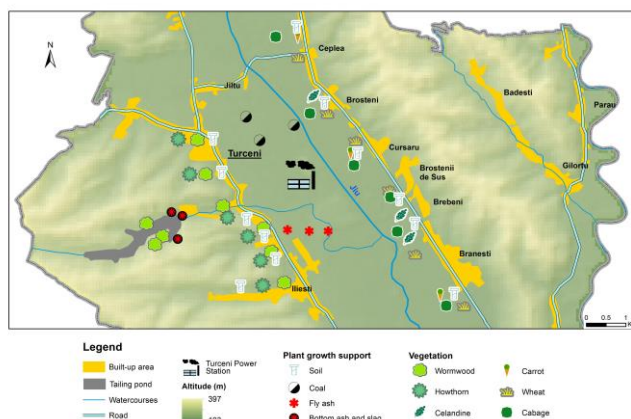 N
Ceplea
Jiltu
Brosteni
Badesti
Parau
Turceni
Cursaru
Brostenii
de Sus
Gilortu
Jiu
Brebeni
Branesti
Iliesti
0 0.5 1
Legend
Built-up area
Tailing pond
Watercourses
Road
Turceni Power
Station
Altitude (m)
397
Plant growth support
Soil
Coal
Fly ash
Bottom ash and slag
Vegetation
Wormwood
Howthorn
Celandine
Carrot
Wheat
Cabage